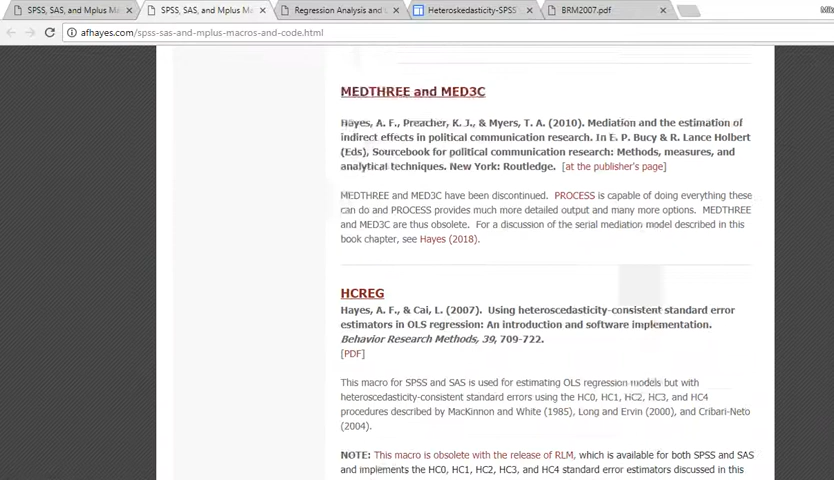 SPSS, SAS, and Mplus Ma
SPSS, SAS, and Mplus Ma
Regression Analysis and
Heteroskedasticity-SPSS
BRM2007.pdf
afhayes.com/spss-sas-and-mplus-macros-and-code.html
MEDTHREE and MED3C
Hayes, A. F., Preacher, K. J., & Myers, T. A. (2010). Mediation and the estimation of
indirect effects in political communication research. In E. P. Bucy & R. Lance Holbert
(Eds), Sourcebook for political communication research: Methods, measures, and
analytical techniques. New York: Routledge. [at the publisher's page]
MEDTHREE and MED3C have been discontinued. PROCESS is capable of doing everything these
can do and PROCESS provides much more detailed output and many more options. MEDTHREE
and MED3C are thus obsolete. For a discussion of the serial mediation model described in this
book chapter, see Hayes (2018).
HCREG
Hayes, A. F., & Cai, L. (2007). Using heteroscedasticity-consistent standard error
estimators in OLS regression: An introduction and software implementation.
Behavior Research Methods, 39, 709-722.
[PDF]
This macro for SPSS and SAS is used for estimating OLS regression models but with
heteroscedasticity-consistent standard errors using the HC0, HC1, HC2, HC3, and HC4
procedures described by MacKinnon and White (1985), Long and Ervin (2000), and Cribari-Neto
(2004).
NOTE: This macro is obsolete with the release of RLM, which is available for both SPSS and SAS
and implements the HC0, HC1, HC2, HC3, and HC4 standard error estimators discussed in this